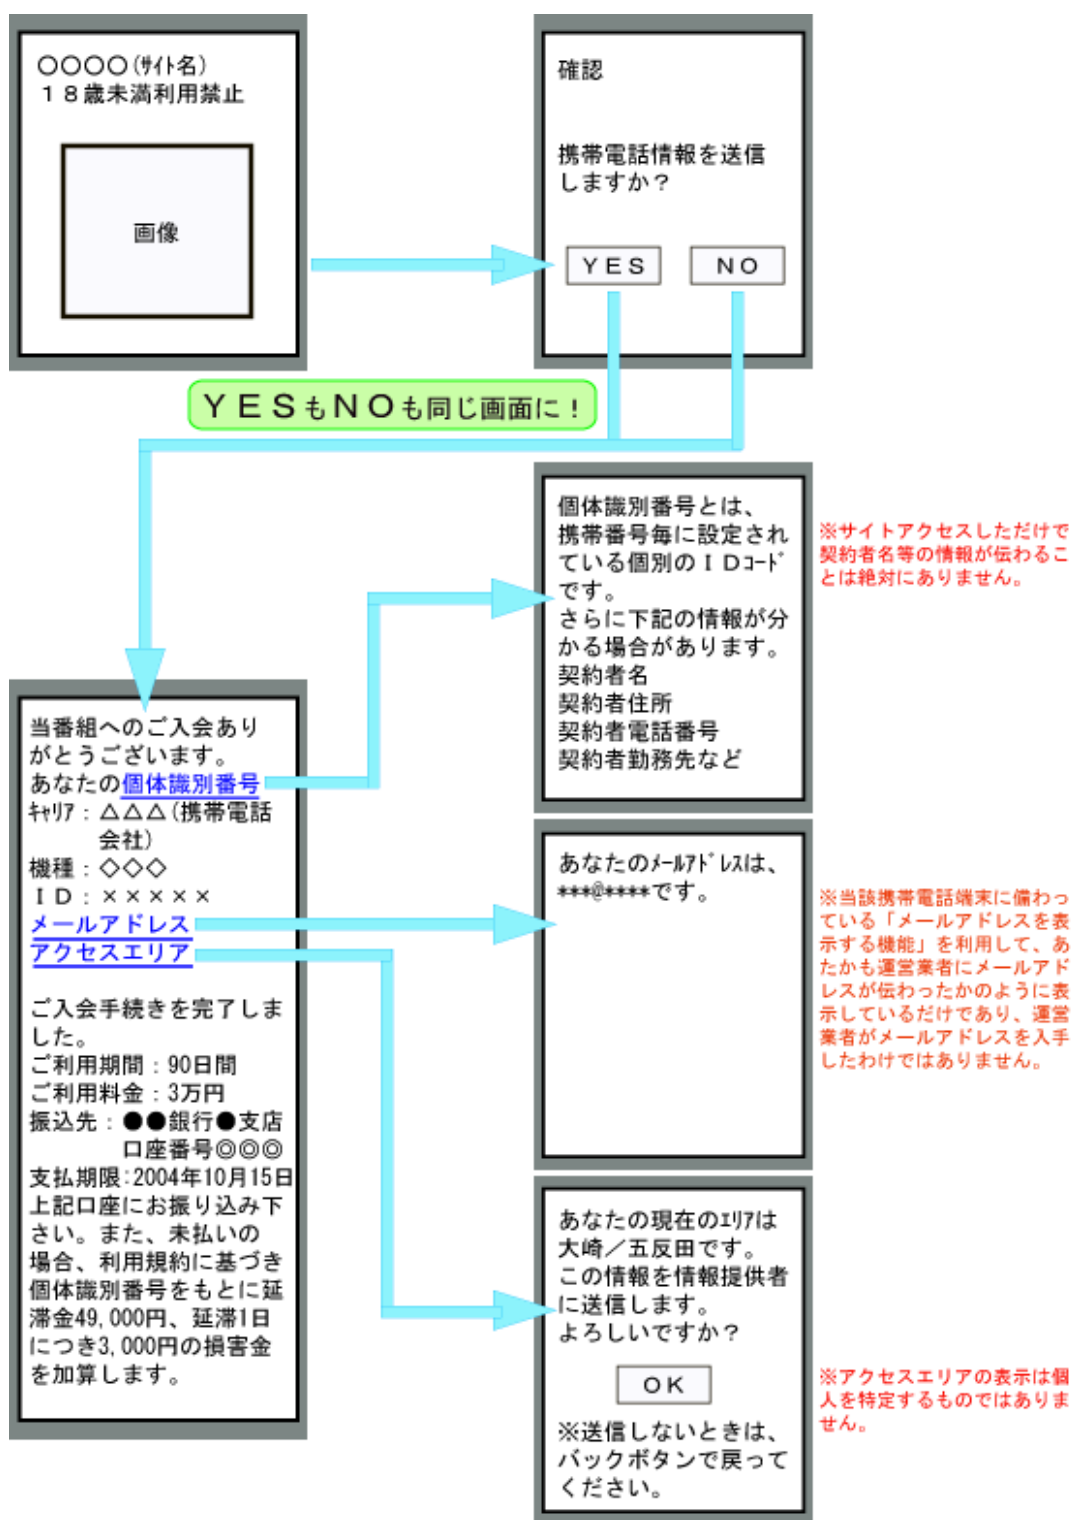 〇〇〇〇(ｻｲﾄ名)
１８歳未満利用禁止
画像
確認
携帯電話情報を送信
しますか？
ＹＥＳ
ＮＯ
ＹＥＳもＮＯも同じ画面に！
当番組へのご入会あり
がとうございます。
あなたの個体識別番号
ｷｬﾘｱ：△△△(携帯電話
会社)
機種：◇◇◇
ＩＤ：×××××
メールアドレス
アクセスエリア
ご入会手続きを完了しま
した。
ご利用期間：90日間
ご利用料金：3万円
振込先：●●銀行●支店
口座番号◎◎◎
支払期限:2004年10月15日
上記口座にお振り込み下
さい。また、未払いの
場合、利用規約に基づき
個体識別番号をもとに延
滞金49,000円、延滞1日
につき3,000円の損害金
を加算します。
個体識別番号とは、
携帯番号毎に設定され
ている個別のＩＤｺｰﾄﾞ
です。
さらに下記の情報が分
かる場合があります。
契約者名
契約者住所
契約者電話番号
契約者勤務先など
※サイトアクセスしただけで
契約者名等の情報が伝わるこ
とは絶対にありません。
あなたのﾒｰﾙｱﾄﾞﾚｽは、
***@****です。
※当該携帯電話端末に備わっ
ている「メールアドレスを表
示する機能」を利用して、あ
たかも運営業者にメールアド
レスが伝わったかのように表
示しているだけであり、運営
業者がメールアドレスを入手
したわけではありません。
あなたの現在のｴﾘｱは
大崎／五反田です。
この情報を情報提供者
に送信します。
よろしいですか？
ＯＫ
※送信しないときは、
バックボタンで戻って
ください。
※アクセスエリアの表示は個
人を特定するものではありま
せん。